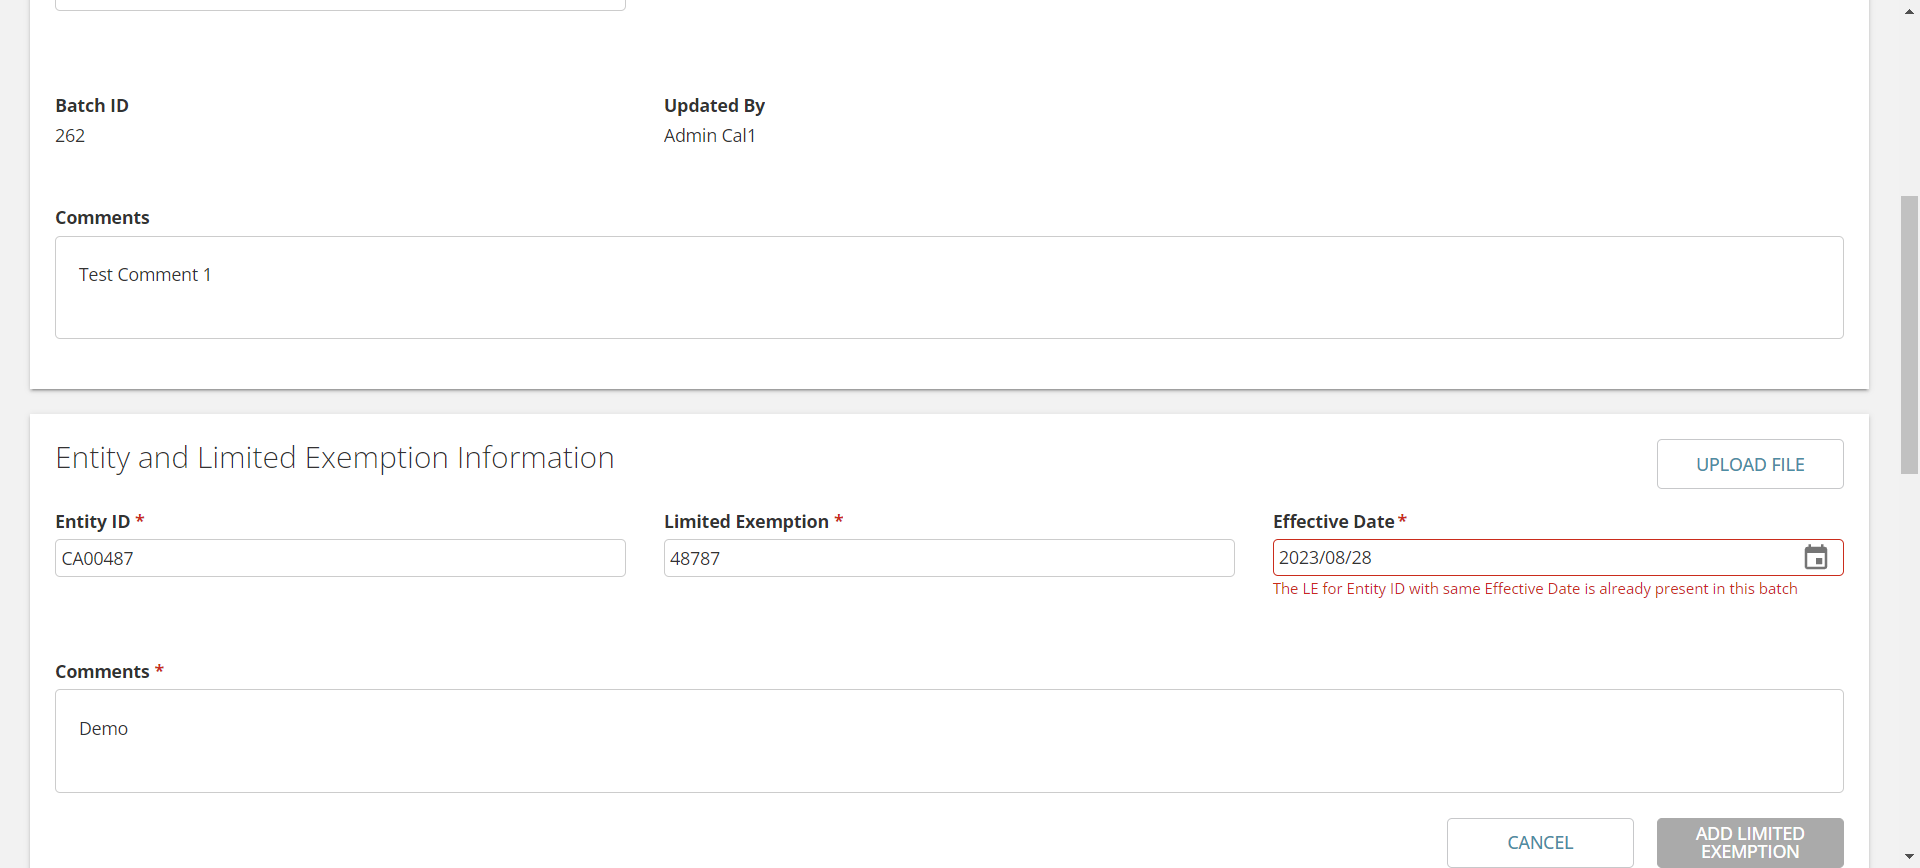 Batch ID
Updated By
262
Admin Cal1
Comments
Test Comment 1
Entity and Limited Exemption Information
UPLOAD FILE
Entity ID *
Limited Exemption *
Effective Date *
CA00487
48787
2023/08/28
The LE for Entity ID with same Effective Date is already present in this batch
Comments *
Demo
CANCEL
ADD LIMITED
EXEMPTION